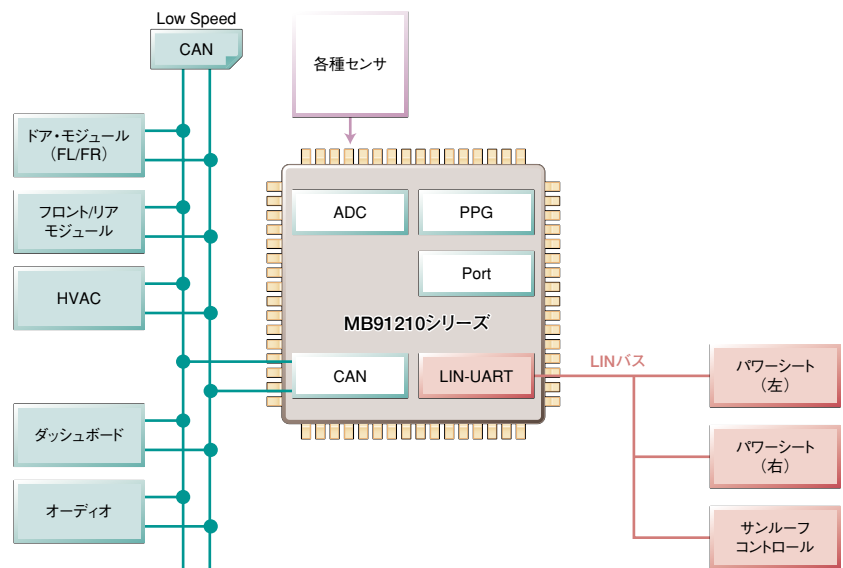 Low Speed
CAN
各種センサ
ドア・モジュール
（FL/FR）
フロント/リア
モジュール
HVAC
ダッシュボード
オーディオ
ADC
PPG
Port
MB91210シリーズ
CAN
LIN-UART
LINバス
パワーシート
（左）
パワーシート
（右）
サンルーフ
コントロール